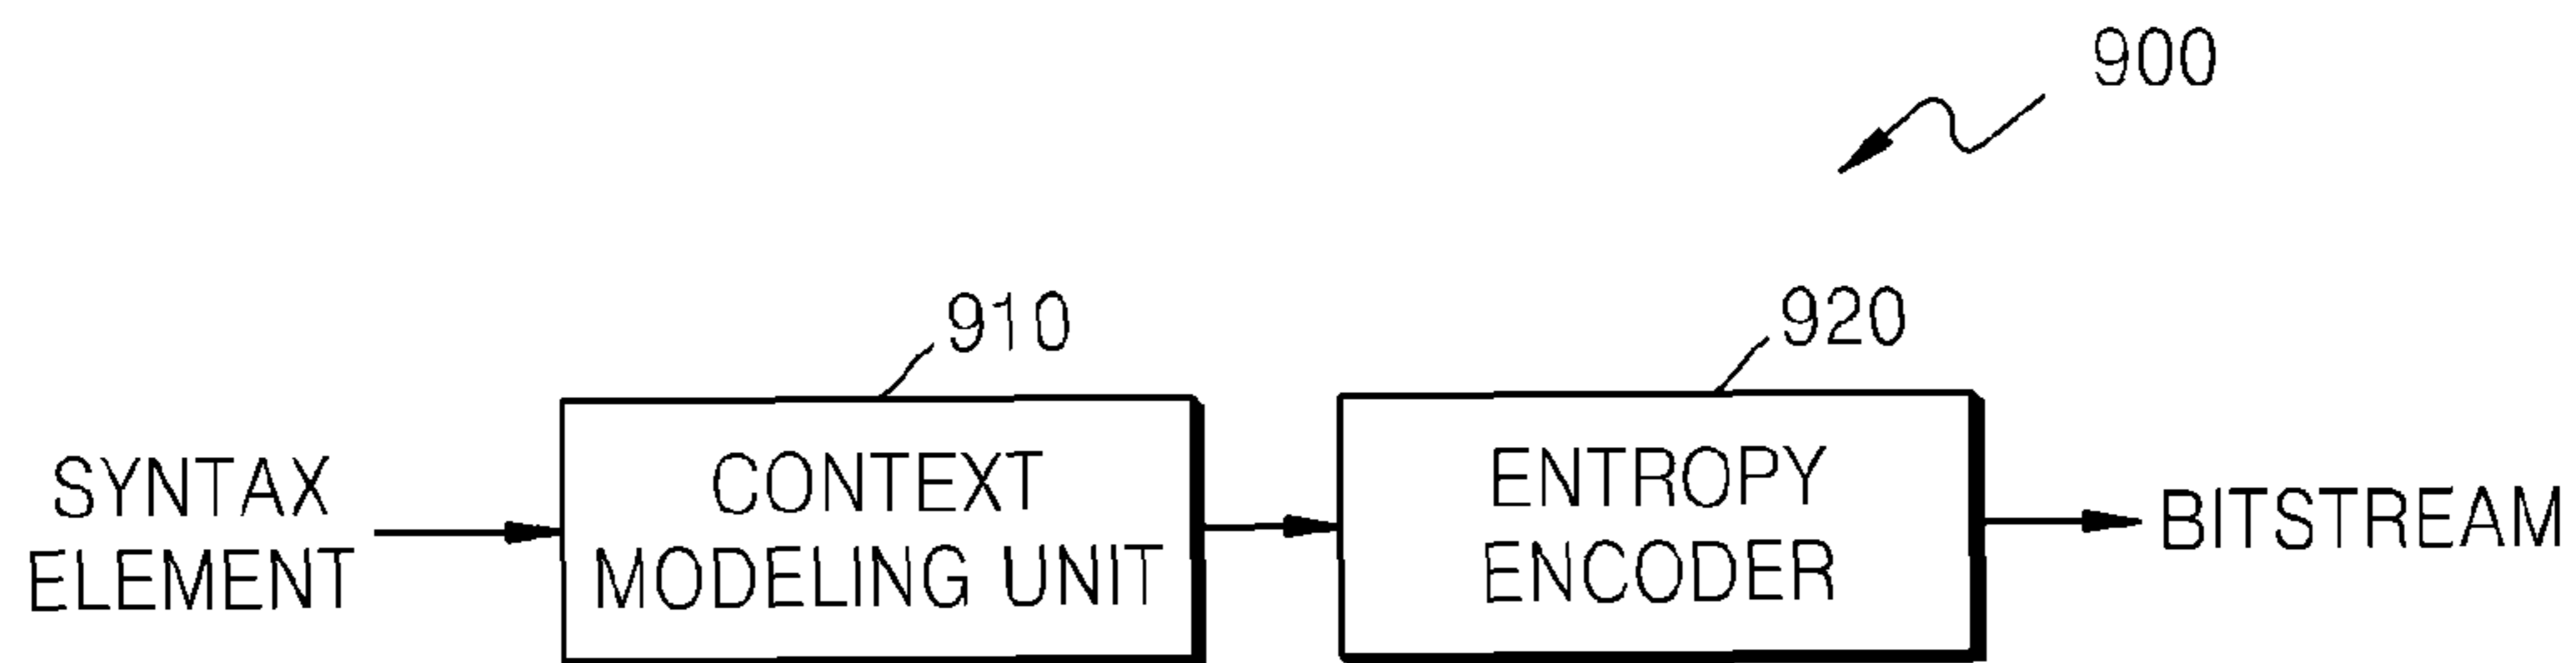 900
910
920
SYNTAX
ELEMENT
CONTEXT
MODELING UNIT
ENTROPY
ENCODER
BITSTREAM